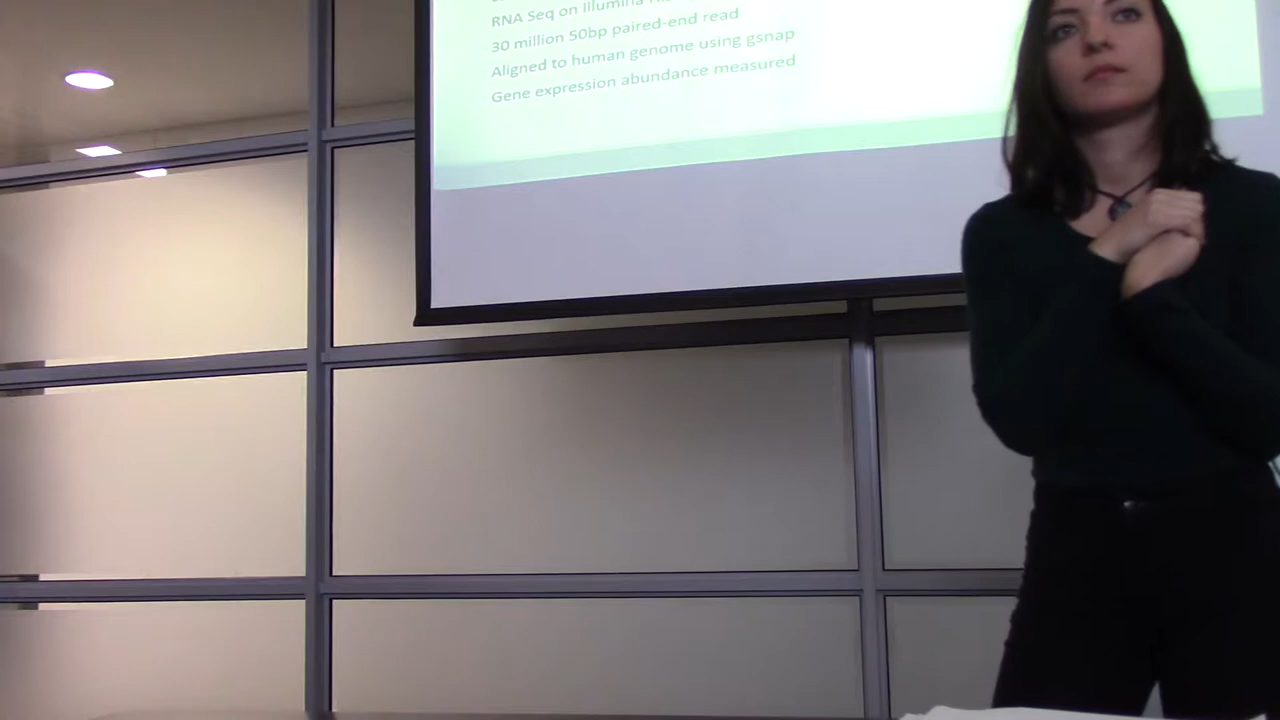 RNA Seq on Illumina
30 million 50bp paired-end read
Aligned to human genome using gsnap
Gene expression abundance measured